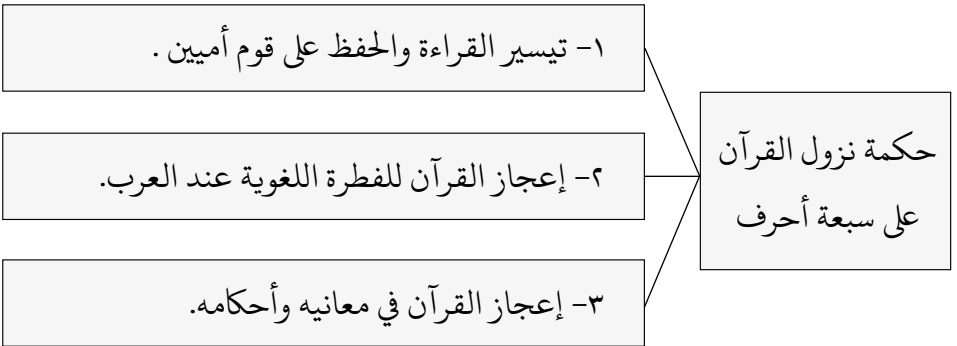 حكمة نزول القرآن
على سبعة أحرف
١- تيسير القراءة والحفظ على قوم أميين .
٢- إعجاز القرآن للفطرة اللغوية عند العرب.
٣- إعجاز القرآن في معانيه وأحكامه.